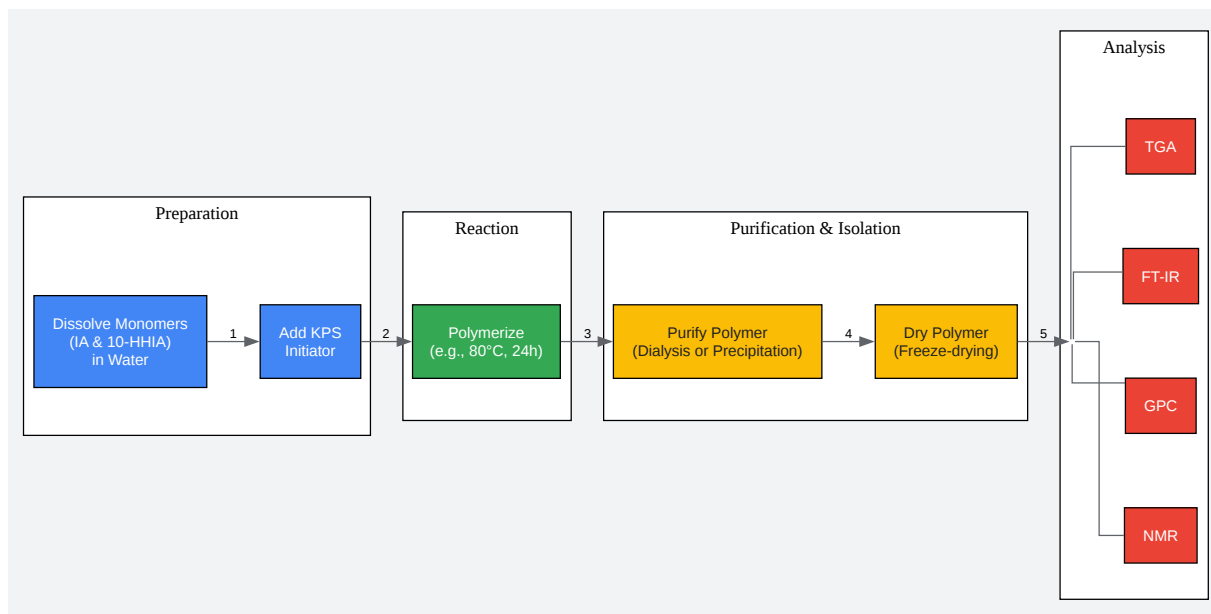 Preparation
Dissolve Monomers
(IA & 10-HHIA)
in Water
1
Add KPS
Initiator
2
Reaction
Polymerize
(e.g., 80°C, 24h)
3
Purification & Isolation
Purify Polymer
(Dialysis or Precipitation)
4
Dry Polymer
(Freeze-drying)
5
Analysis
TGA
FT-IR
GPC
NMR